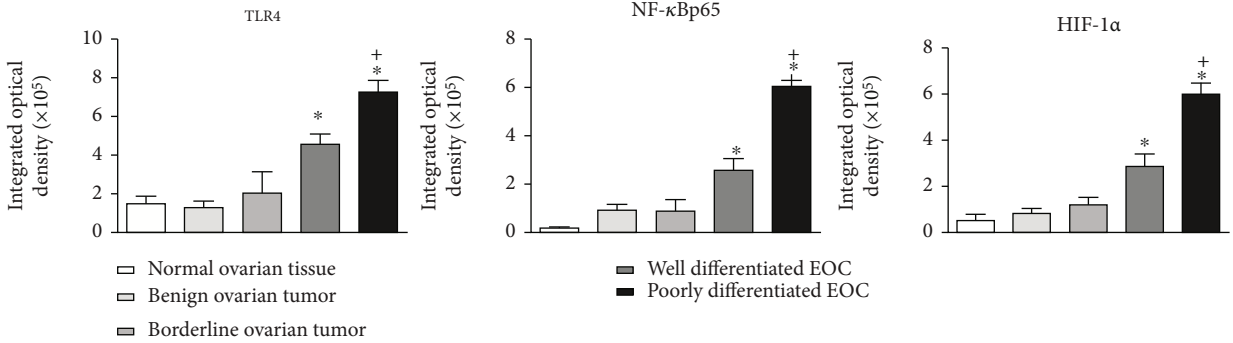 TLR4
Integrated optical
density (×10⁵)
10
8
6
4
2
0
*
+
*
NF-κBp65
Integrated optical
density (×10⁵)
8
6
4
2
0
*
+
*
HIF-1α
Integrated optical
density (×10⁵)
8
6
4
2
0
*
+
*
Normal ovarian tissue
Benign ovarian tumor
Borderline ovarian tumor
Well differentiated EOC
Poorly differentiated EOC